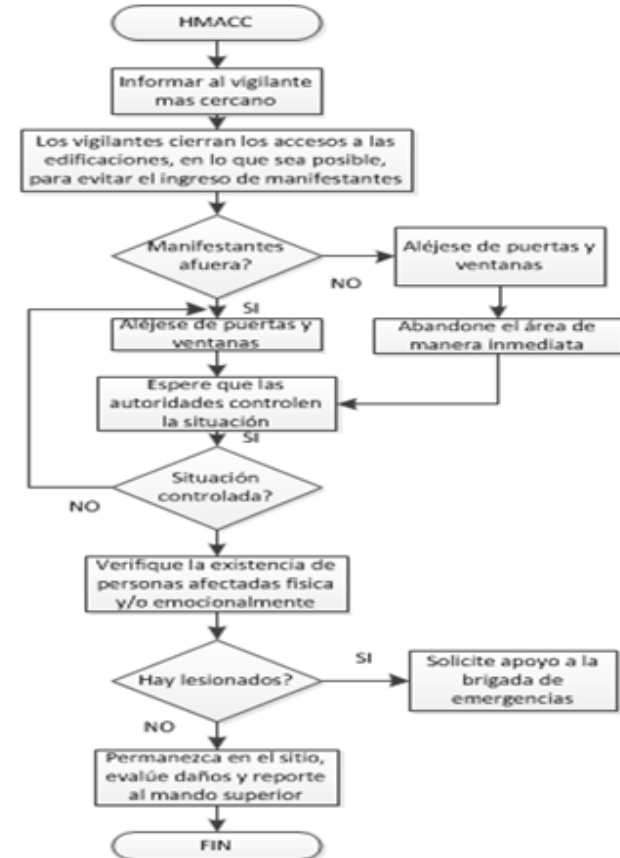 HMACC
Informar al vigilante
mas cercano
Los vigilantes cierran los accesos a las
edificaciones, en lo que sea posible,
para evitar el ingreso de manifestantes
Manifestantes
afuera?
NO
Aléjese de puertas y
ventanas
Abandone el área de
manera inmediata
SI
Aléjese de puertas y
ventanas
Espere que las
autoridades controlen
la situación
SI
Situación
controlada?
NO
Verifique la existencia de
personas afectadas fisica
y/o emocionalmente
Hay lesionados?
SI
Solicite apoyo a la
brigada de
emergencias
NO
Permanezca en el sitio,
evalúe daños y reporte
al mando superior
FIN